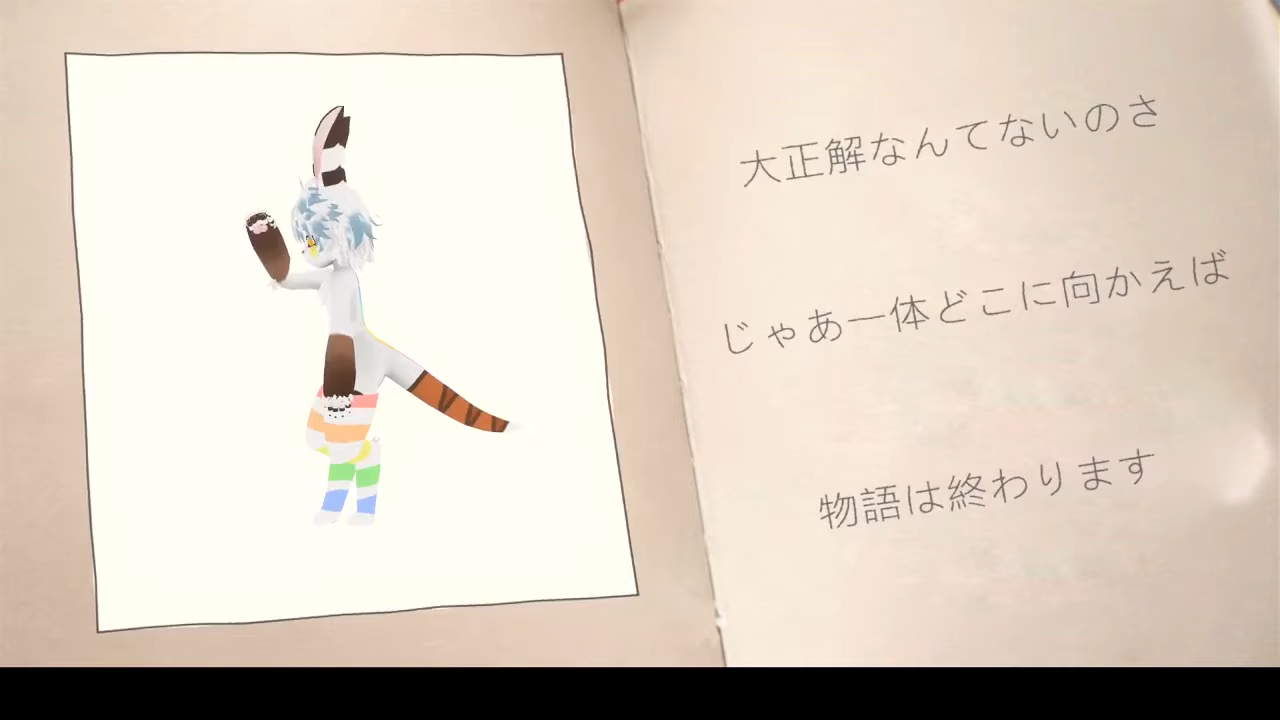 大正解なんてないのさ
じゃあ一体どこに向かえば
物語は終わります